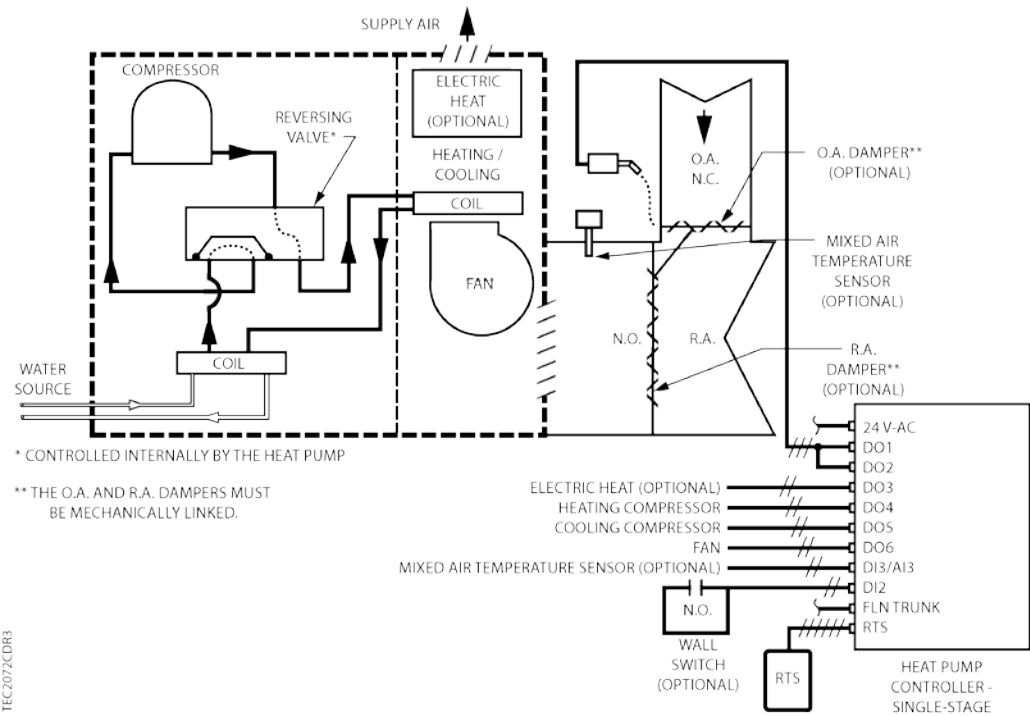 SUPPLY AIR
COMPRESSOR
REVERSING
VALVE*
ELECTRIC
HEAT
(OPTIONAL)
HEATING /
COOLING
COIL
FAN
COIL
WATER
SOURCE
O.A.
N.C.
O.A. DAMPER**
(OPTIONAL)
MIXED AIR
TEMPERATURE
SENSOR
(OPTIONAL)
N.O.
R.A.
R.A.
DAMPER**
(OPTIONAL)
* CONTROLLED INTERNALLY BY THE HEAT PUMP
** THE O.A. AND R.A. DAMPERS MUST
BE MECHANICALLY LINKED.
24 V-AC
DO1
DO2
ELECTRIC HEAT (OPTIONAL)
DO3
HEATING COMPRESSOR
DO4
COOLING COMPRESSOR
DO5
FAN
DO6
MIXED AIR TEMPERATURE SENSOR (OPTIONAL)
DI3/AI3
DI2
N.O.
FLN TRUNK
RTS
WALL
SWITCH
(OPTIONAL)
RTS
HEAT PUMP
CONTROLLER -
SINGLE-STAGE
TEC2072CDR3